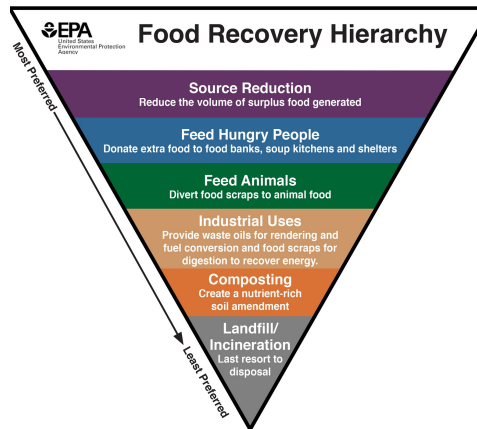 EPA
United States
Environmental Protection
Agency
Food Recovery Hierarchy
Most Preferred
Source Reduction
Reduce the volume of surplus food generated
Feed Hungry People
Donate extra food to food banks, soup kitchens and shelters
Feed Animals
Divert food scraps to animal food
Industrial Uses
Provide waste oils for rendering and
fuel conversion and food scraps for
digestion to recover energy.
Composting
Create a nutrient-rich
soil amendment
Landfill/
Incineration
Last resort to
disposal
Least Preferred